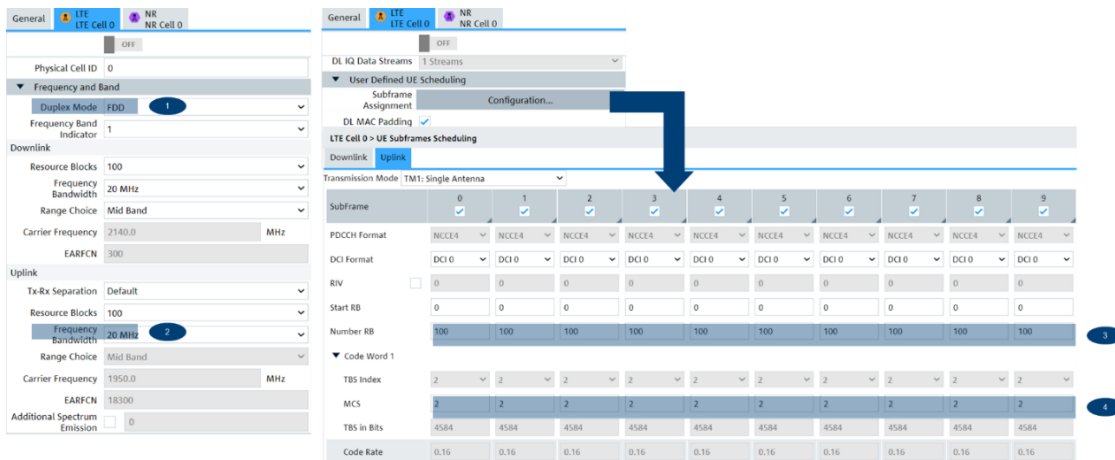 General LTE LTE Cell 0 NR NR Cell 0
OFF
Physical Cell ID 0
Frequency and Band
Duplex Mode FDD 1
Frequency Band Indicator 1
Downlink
Resource Blocks 100
Frequency Bandwidth 20 MHz
Range Choice Mid Band
Carrier Frequency 2140.0 MHz
EARFCN 300
Uplink
Tx-Rx Separation Default
Resource Blocks 100
Frequency Bandwidth 20 MHz 2
Range Choice Mid Band
Carrier Frequency 1950.0 MHz
EARFCN 18300
Additional Spectrum Emission 0
General LTE LTE Cell 0 NR NR Cell 0
OFF
DL IQ Data Streams 1 Streams
User Defined UE Scheduling
Subframe Assignment Configuration...
DL MAC Padding
LTE Cell 0 > UE Subframes Scheduling
Downlink Uplink
Transmission Mode TM1: Single Antenna
SubFrame 0 1 2 3 4 5 6 7 8 9
PDCCH Format NCCE4 NCCE4 NCCE4 NCCE4 NCCE4 NCCE4 NCCE4 NCCE4 NCCE4 NCCE4
DCI Format DCI 0 DCI 0 DCI 0 DCI 0 DCI 0 DCI 0 DCI 0 DCI 0 DCI 0 DCI 0
RIV 0 0 0 0 0 0 0 0 0 0
Start RB 0 0 0 0 0 0 0 0 0 0
Number RB 100 100 100 100 100 100 100 100 100 100 3
Code Word 1
TBS Index 2 2 2 2 2 2 2 2 2 2
MCS 2 2 2 2 2 2 2 2 2 2 4
TBS in Bits 4584 4584 4584 4584 4584 4584 4584 4584 4584 4584
Code Rate 0.16 0.16 0.16 0.16 0.16 0.16 0.16 0.16 0.16 0.16